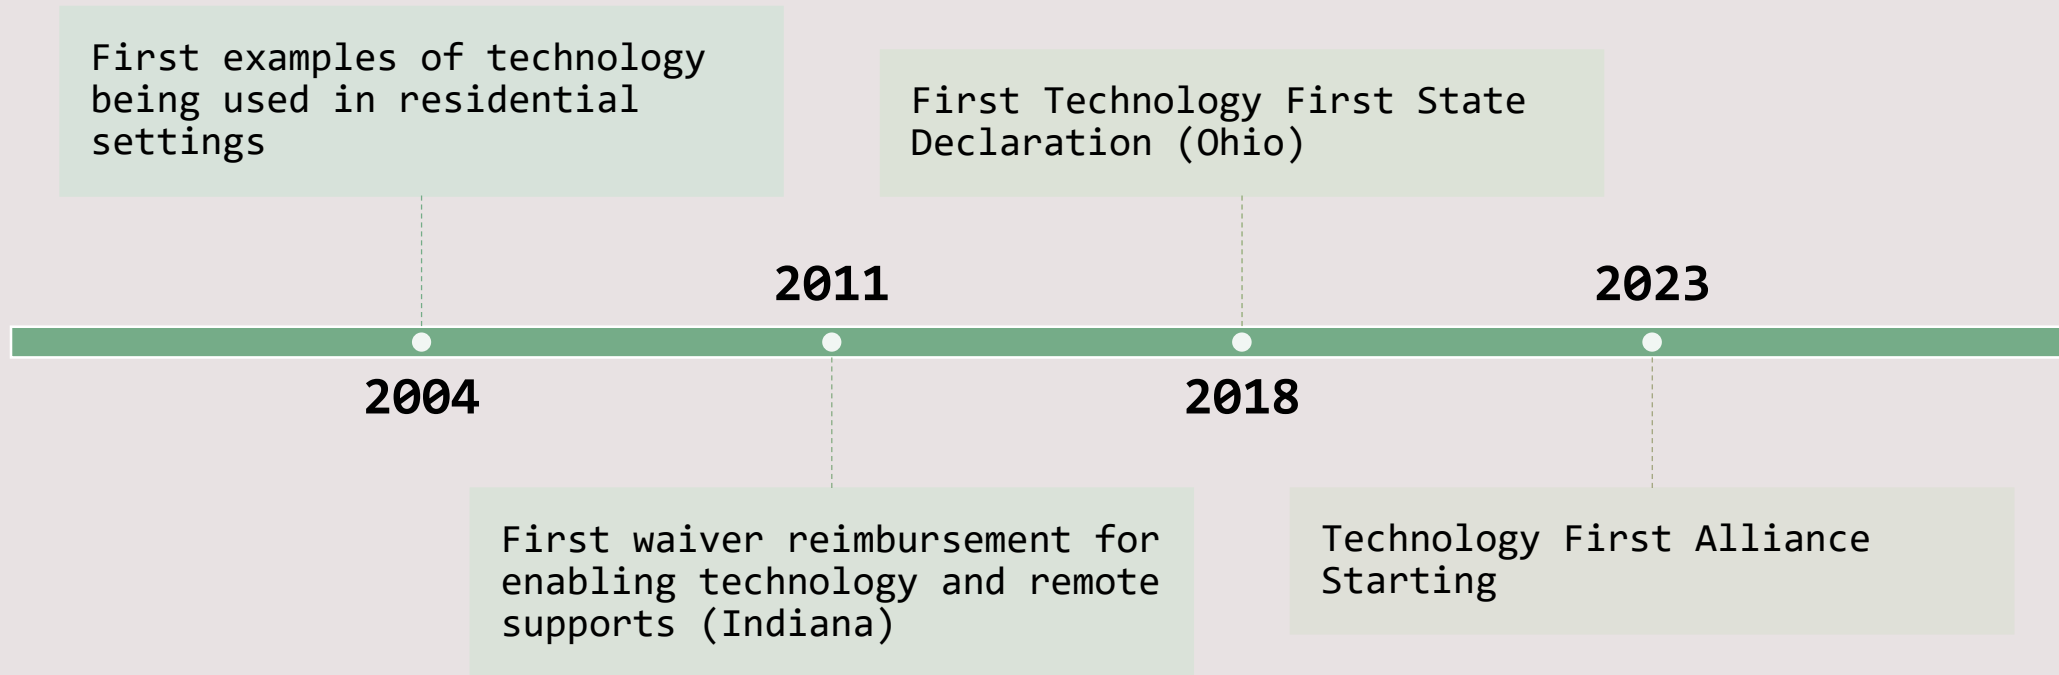 First examples of technology
being used in residential
settings
2004
2011
First waiver reimbursement for
enabling technology and remote
supports (Indiana)
First Technology First State
Declaration (Ohio)
2018
2023
Technology First Alliance
Starting